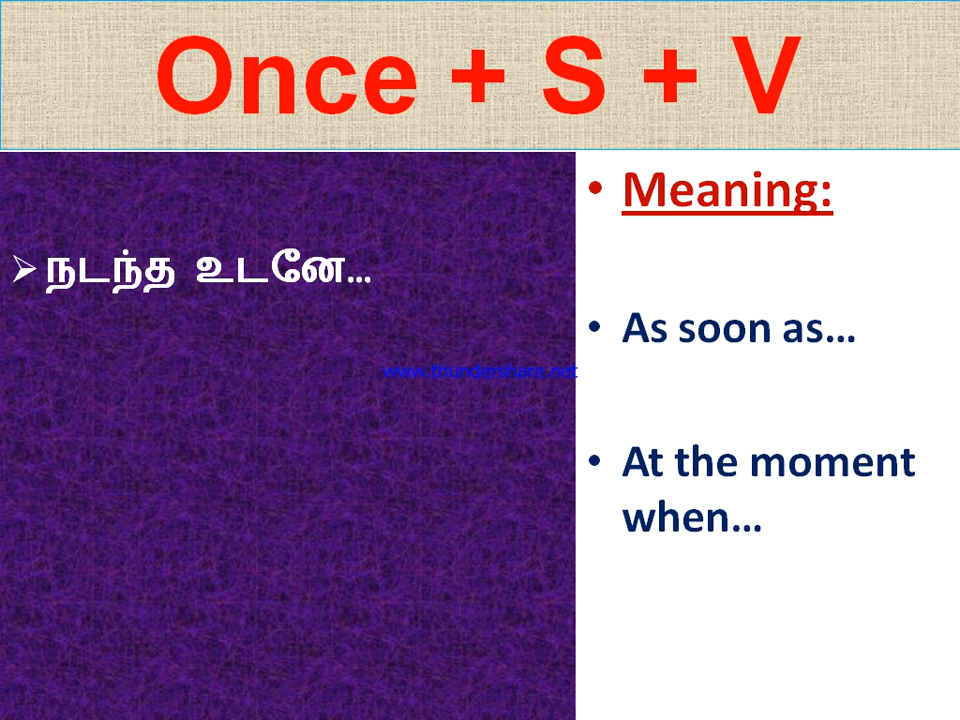 Once + S + V
➢ நடந்த உடனே...
• Meaning:
• As soon as...
www.thundershare.net
• At the moment
when...